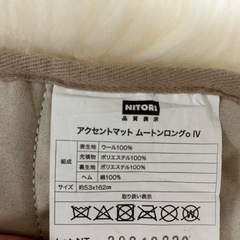 NITORI
品質表示
アクセントマット ムートンロングo Ⅳ
組成
表生地 ウール100%
充填物 ポリエステル100%
裏生地 ポリエステル100%
ヘム 綿100%
サイズ 約53x162㎝
取り扱い表示